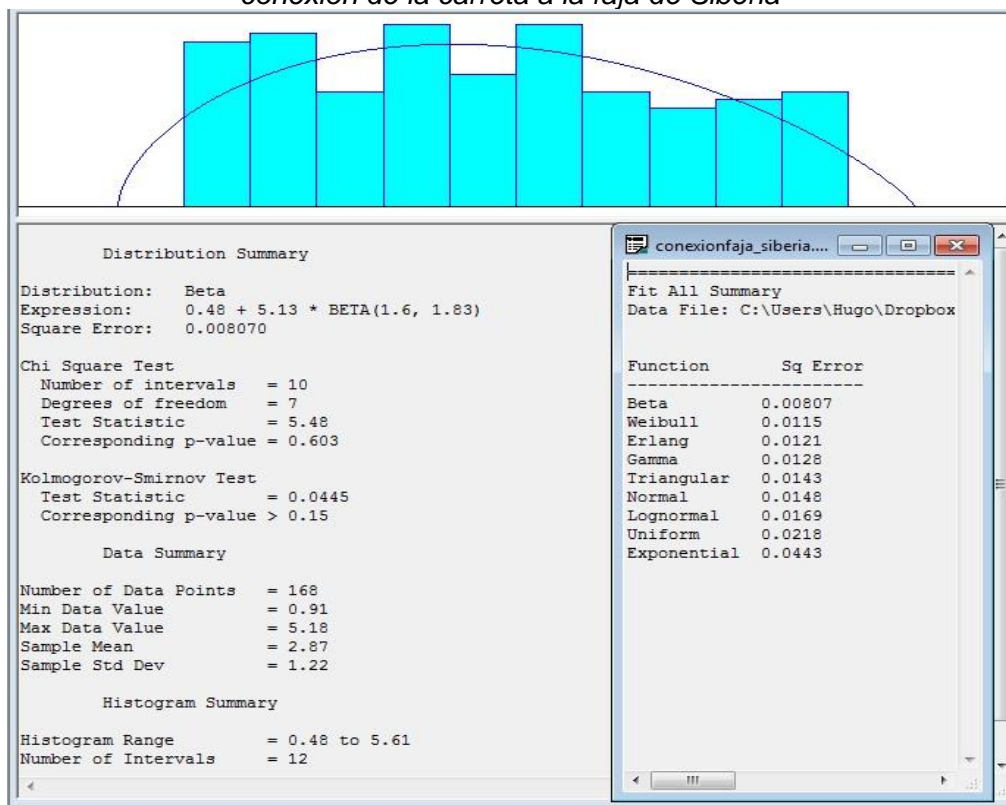 conexión de la carreta a la faja de Siberia
Distribution Summary
Distribution: Beta
Expression: 0.48 + 5.13 * BETA(1.6, 1.83)
Square Error: 0.008070
Chi Square Test
Number of intervals = 10
Degrees of freedom = 7
Test Statistic = 5.48
Corresponding p-value = 0.603
Kolmogorov-Smirnov Test
Test Statistic = 0.0445
Corresponding p-value > 0.15
Data Summary
Number of Data Points = 168
Min Data Value = 0.91
Max Data Value = 5.18
Sample Mean = 2.87
Sample Std Dev = 1.22
Histogram Summary
Histogram Range = 0.48 to 5.61
Number of Intervals = 12
conexionfaja_siberia....
Fit All Summary
Data File: C:\Users\Hugo\Dropbox
Function Sq Error
Beta 0.00807
Weibull 0.0115
Erlang 0.0121
Gamma 0.0128
Triangular 0.0143
Normal 0.0148
Lognormal 0.0169
Uniform 0.0218
Exponential 0.0443